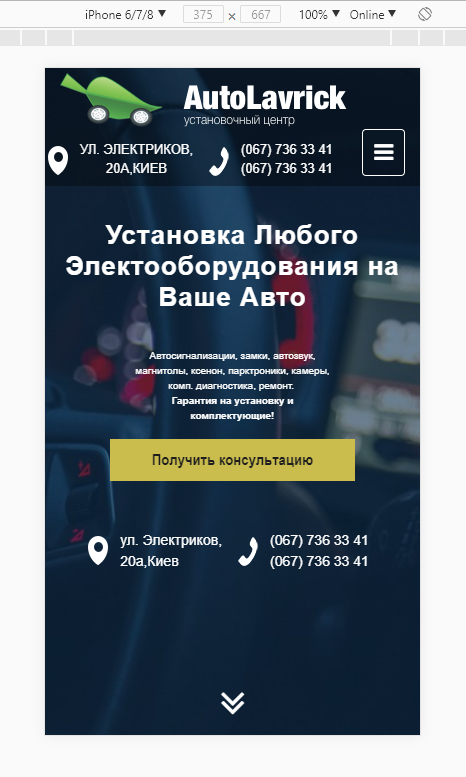 iPhone 6/7/8 ▼ 375 × 667 100% ▼ Online ▼
AutoLavrick
установочный центр
УЛ. ЭЛЕКТРИКОВ,
20А,КИЕВ
(067) 736 33 41
(067) 736 33 41
Установка Любого
Электооборудования на
Ваше Авто
Автосигнализации, замки, автозвук,
магнитолы, ксенон, парктроники, камеры,
комп. диагностика, ремонт.
Гарантия на установку и
комплектующие!
Получить консультацию
ул. Электриков,
20а,Киев
(067) 736 33 41
(067) 736 33 41